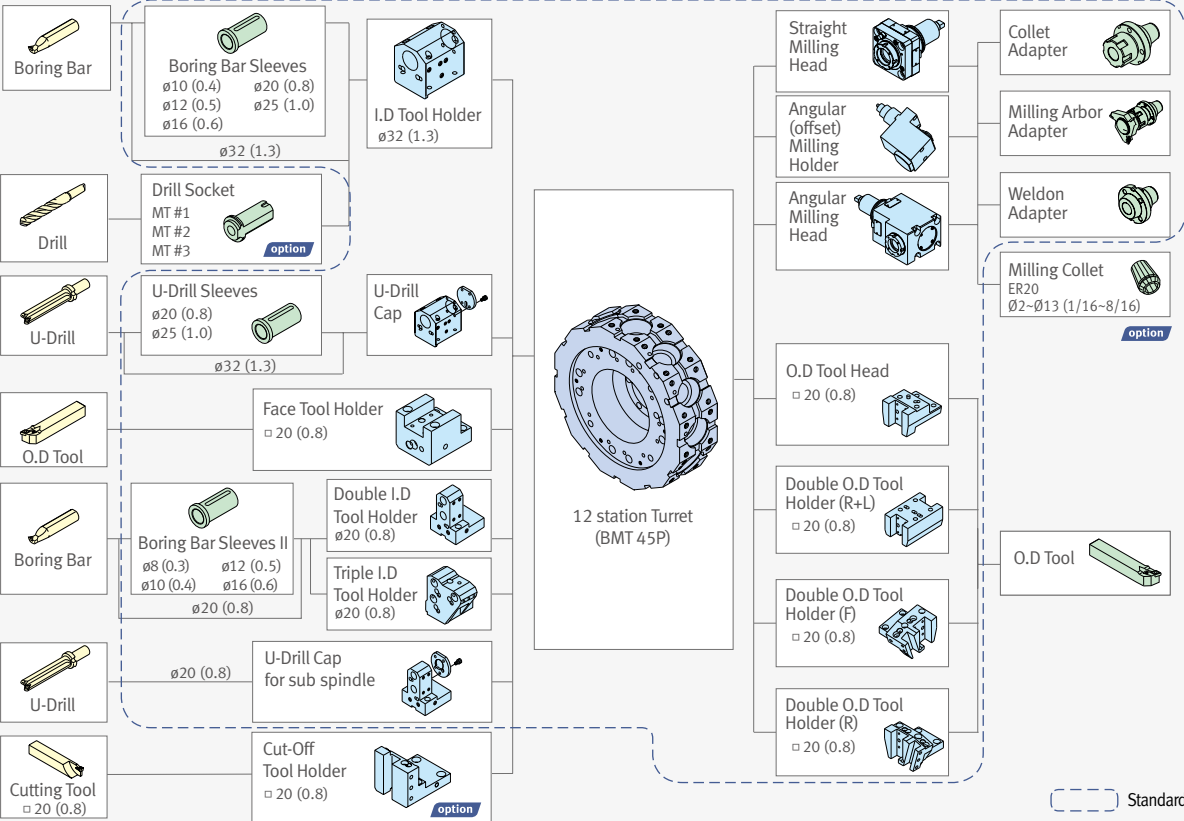 Boring Bar
Boring Bar Sleeves
ø10 (0.4) ø20 (0.8)
ø12 (0.5) ø25 (1.0)
ø16 (0.6)
ø32 (1.3)
I.D Tool Holder
ø32 (1.3)
Drill
Drill Socket
MT #1
MT #2
MT #3
option
U-Drill
U-Drill Sleeves
ø20 (0.8)
ø25 (1.0)
ø32 (1.3)
U-Drill
Cap
O.D Tool
Face Tool Holder
□ 20 (0.8)
Boring Bar
Boring Bar Sleeves II
ø8 (0.3) ø12 (0.5)
ø10 (0.4) ø16 (0.6)
ø20 (0.8)
Double I.D
Tool Holder
ø20 (0.8)
Triple I.D
Tool Holder
ø20 (0.8)
U-Drill
ø20 (0.8)
U-Drill Cap
for sub spindle
Cutting Tool
□ 20 (0.8)
Cut-Off
Tool Holder
□ 20 (0.8)
option
12 station Turret
(BMT 45P)
Straight
Milling
Head
Angular
(offset)
Milling
Holder
Angular
Milling
Head
Collet
Adapter
Milling Arbor
Adapter
Weldon
Adapter
Milling Collet
ER20
Ø2~Ø13 (1/16~8/16)
option
O.D Tool Head
□ 20 (0.8)
Double O.D Tool
Holder (R+L)
□ 20 (0.8)
Double O.D Tool
Holder (F)
□ 20 (0.8)
Double O.D Tool
Holder (R)
□ 20 (0.8)
O.D Tool
Standard